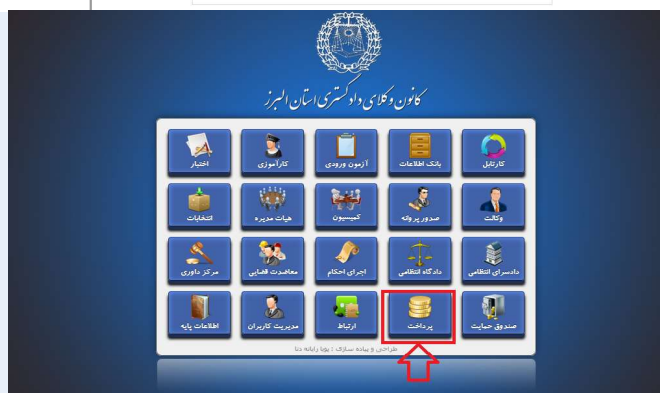 کانون وکلای دادگستری استان البرز
کارتابل
بانک اطلاعات
آزمون ورودی
کارآموزی
اختبار
وکالت
صدور پروانه
کمیسیون
هیات مدیره
انتخابات
دادسرای انتظامی
دادگاه انتظامی
اجرای احکام
معاضدت قضایی
مرکز داوری
صندوق حمایت
پرداخت
ارتباط
مدیریت کاربران
اطلاعات پایه
طراحی و پیاده سازی : پویا رایانه دنا